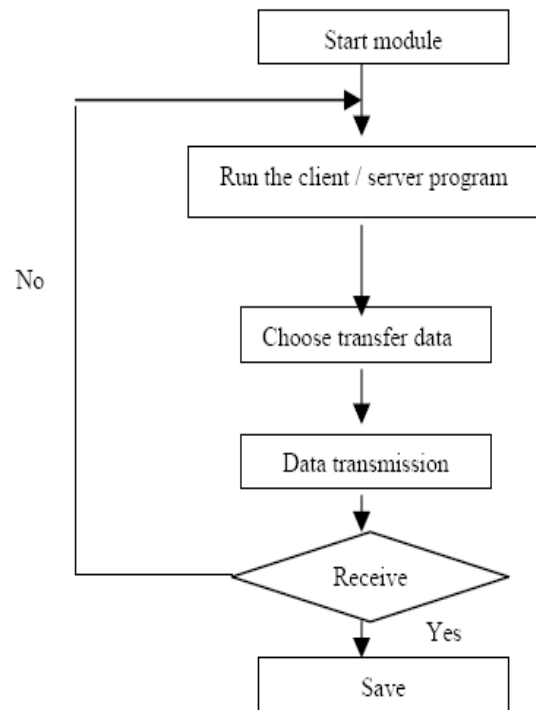 Start module
Run the client / server program
No
Choose transfer data
Data transmission
Receive
Yes
Save